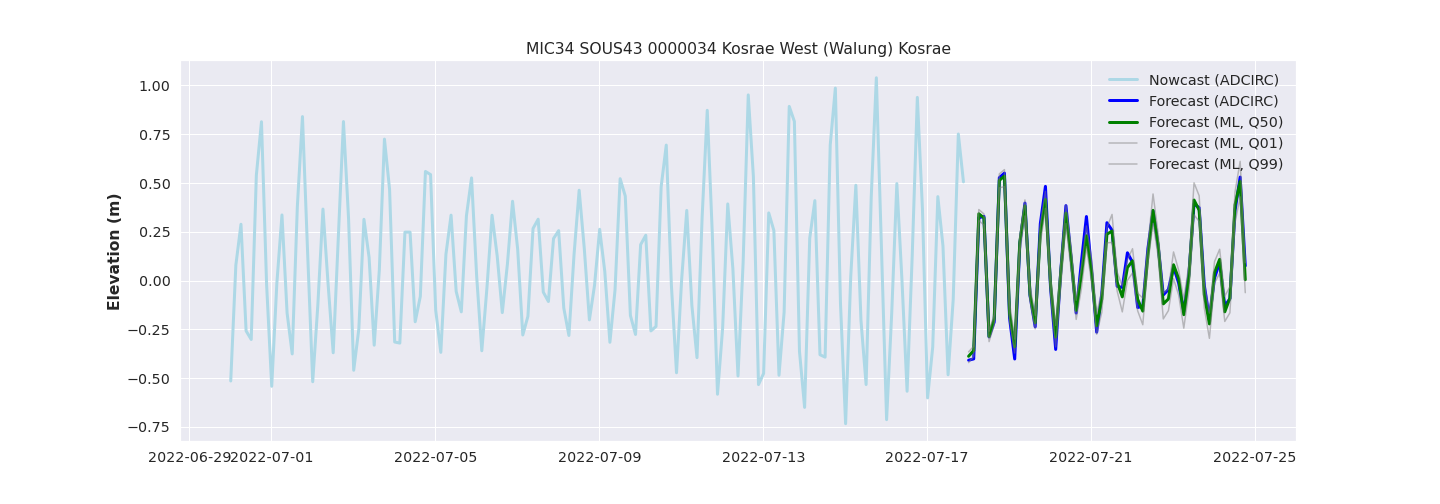 MIC34 SOUS43 0000034 Kosrae West (Walung) Kosrae
Elevation (m)
1.00
0.75
0.50
0.25
0.00
−0.25
−0.50
−0.75
Nowcast (ADCIRC)
Forecast (ADCIRC)
Forecast (ML, Q50)
Forecast (ML, Q01)
Forecast (ML, Q99)
2022-06-29 2022-07-01 2022-07-05 2022-07-09 2022-07-13 2022-07-17 2022-07-21 2022-07-25